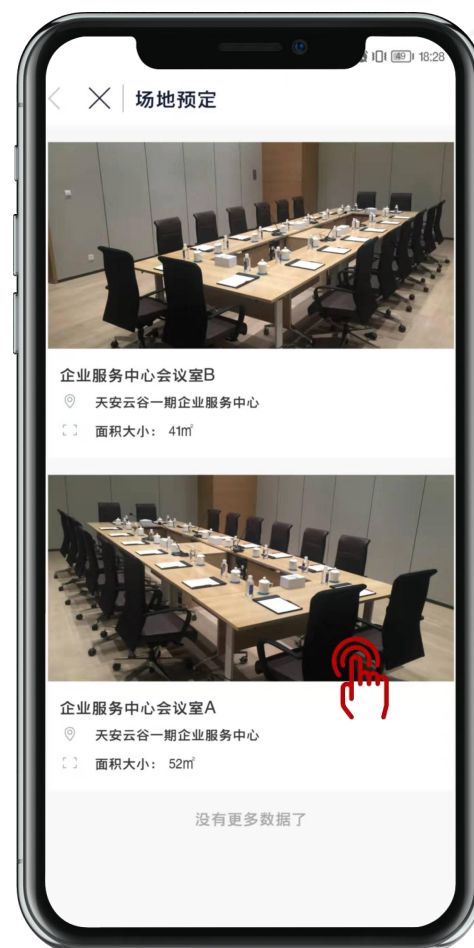 49 18:28
场地预定
企业服务中心会议室B
天安云谷一期企业服务中心
面积大小： 41㎡
企业服务中心会议室A
天安云谷一期企业服务中心
面积大小： 52㎡
没有更多数据了